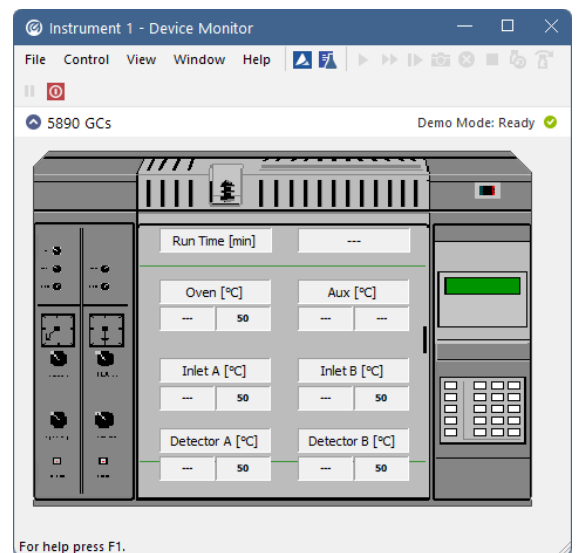 Instrument 1 - Device Monitor
File Control View Window Help
5890 GCs Demo Mode: Ready
Run Time [min] ---
Oven [°C] Aux [°C]
--- 50 --- ---
Inlet A [°C] Inlet B [°C]
--- 50 --- 50
Detector A [°C] Detector B [°C]
--- 50 --- 50
For help press F1.